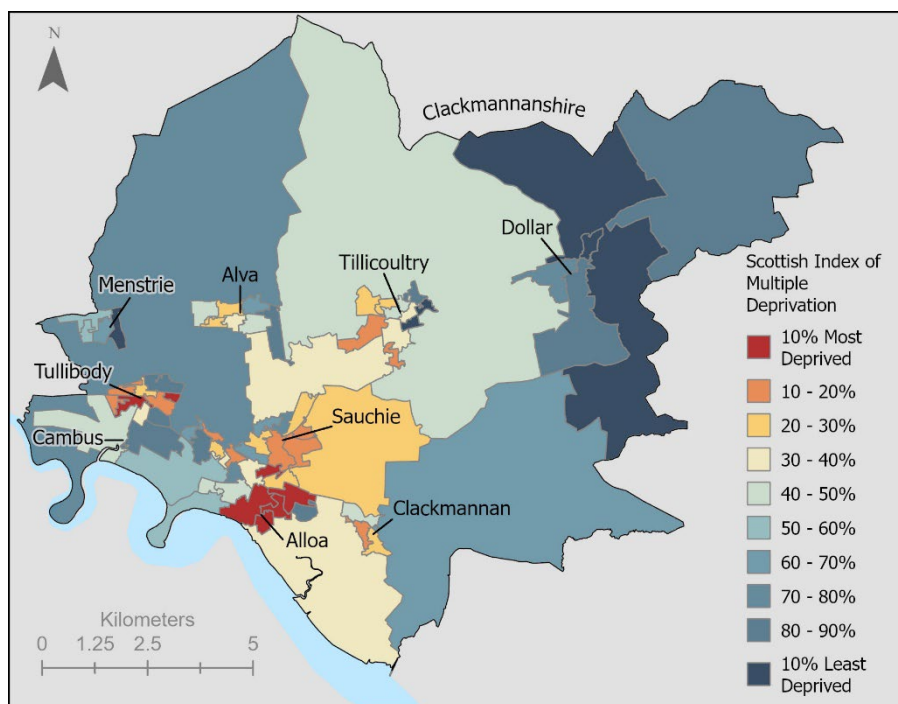 N
Clackmannanshire
Dollar
Tillicoultry
Alva
Menstrie
Tullibody
Cambus
Sauchie
Clackmannan
Alloa
Kilometers
0 1.25 2.5 5
Scottish Index of
Multiple
Deprivation
10% Most
Deprived
10 - 20%
20 - 30%
30 - 40%
40 - 50%
50 - 60%
60 - 70%
70 - 80%
80 - 90%
10% Least
Deprived